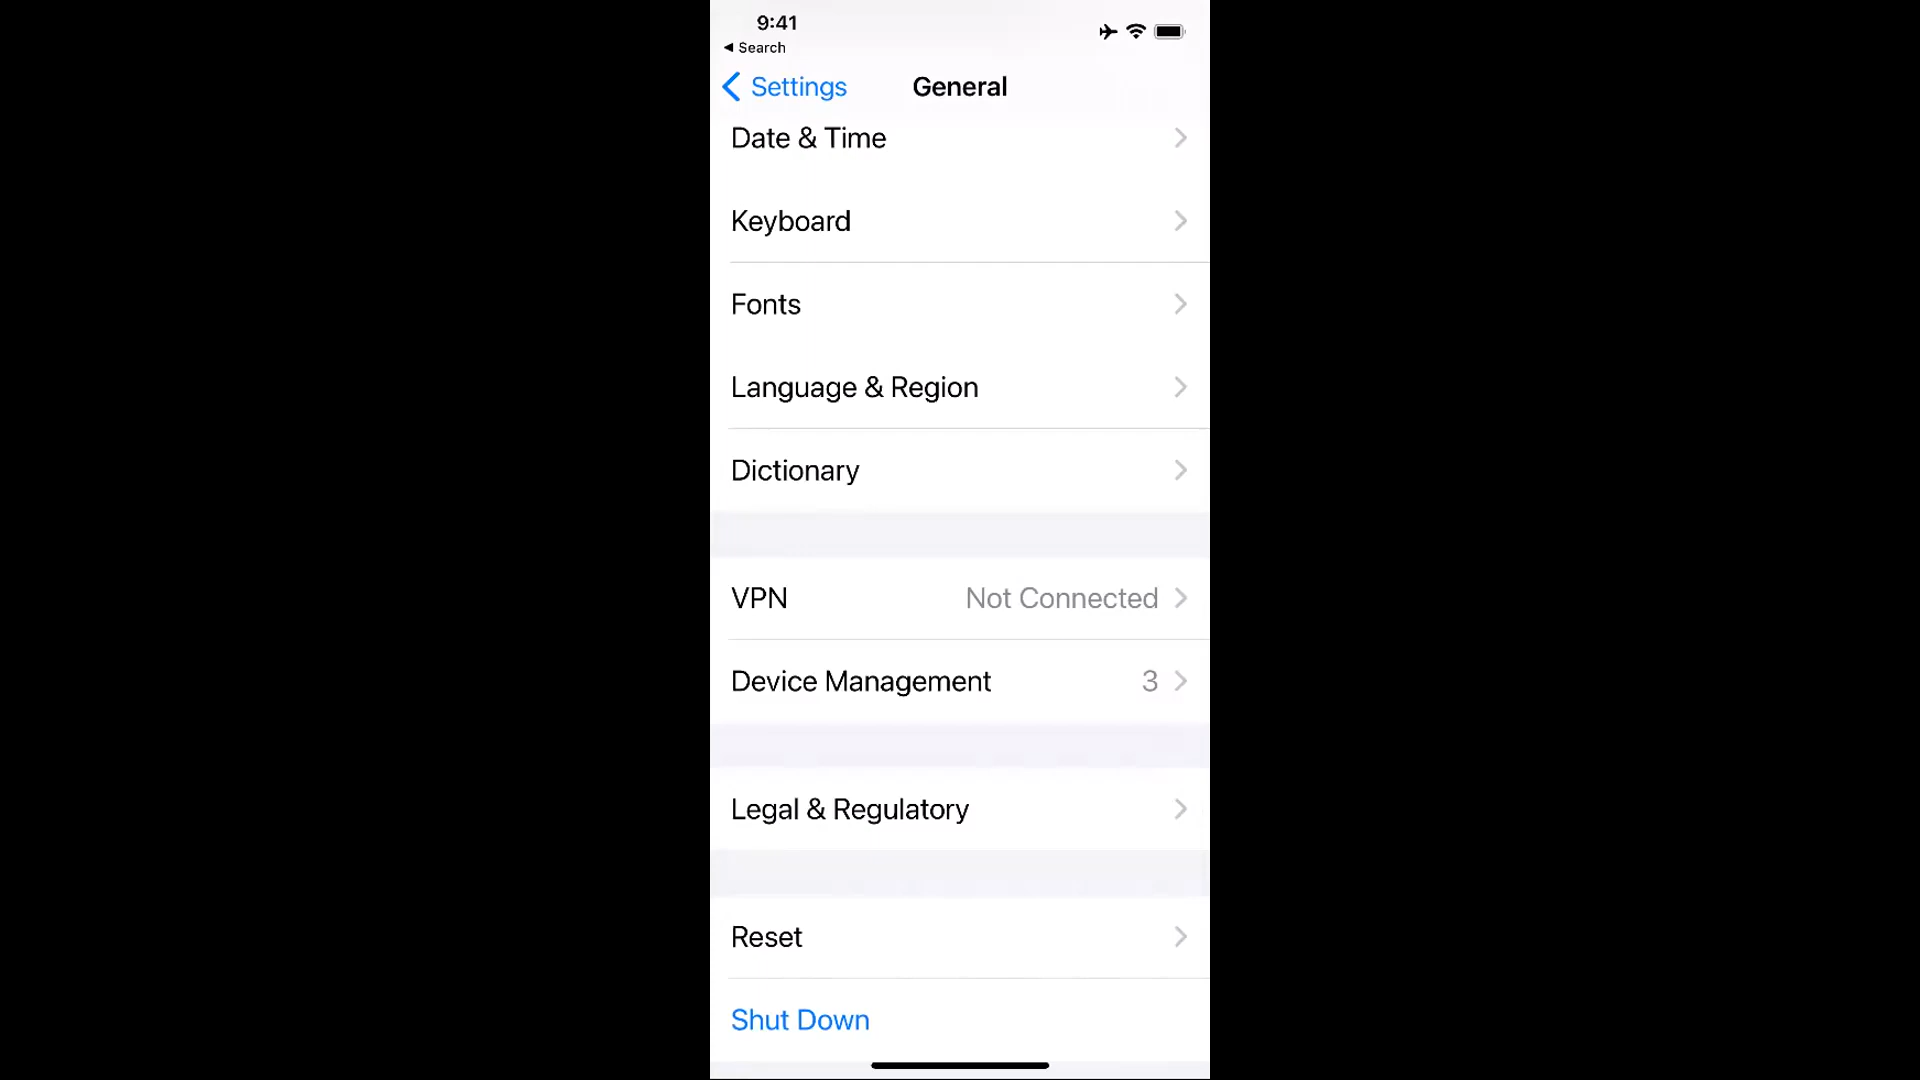 9:41
◀ Search
Settings
General
Date & Time
Keyboard
Fonts
Language & Region
Dictionary
VPN Not Connected
Device Management 3
Legal & Regulatory
Reset
Shut Down